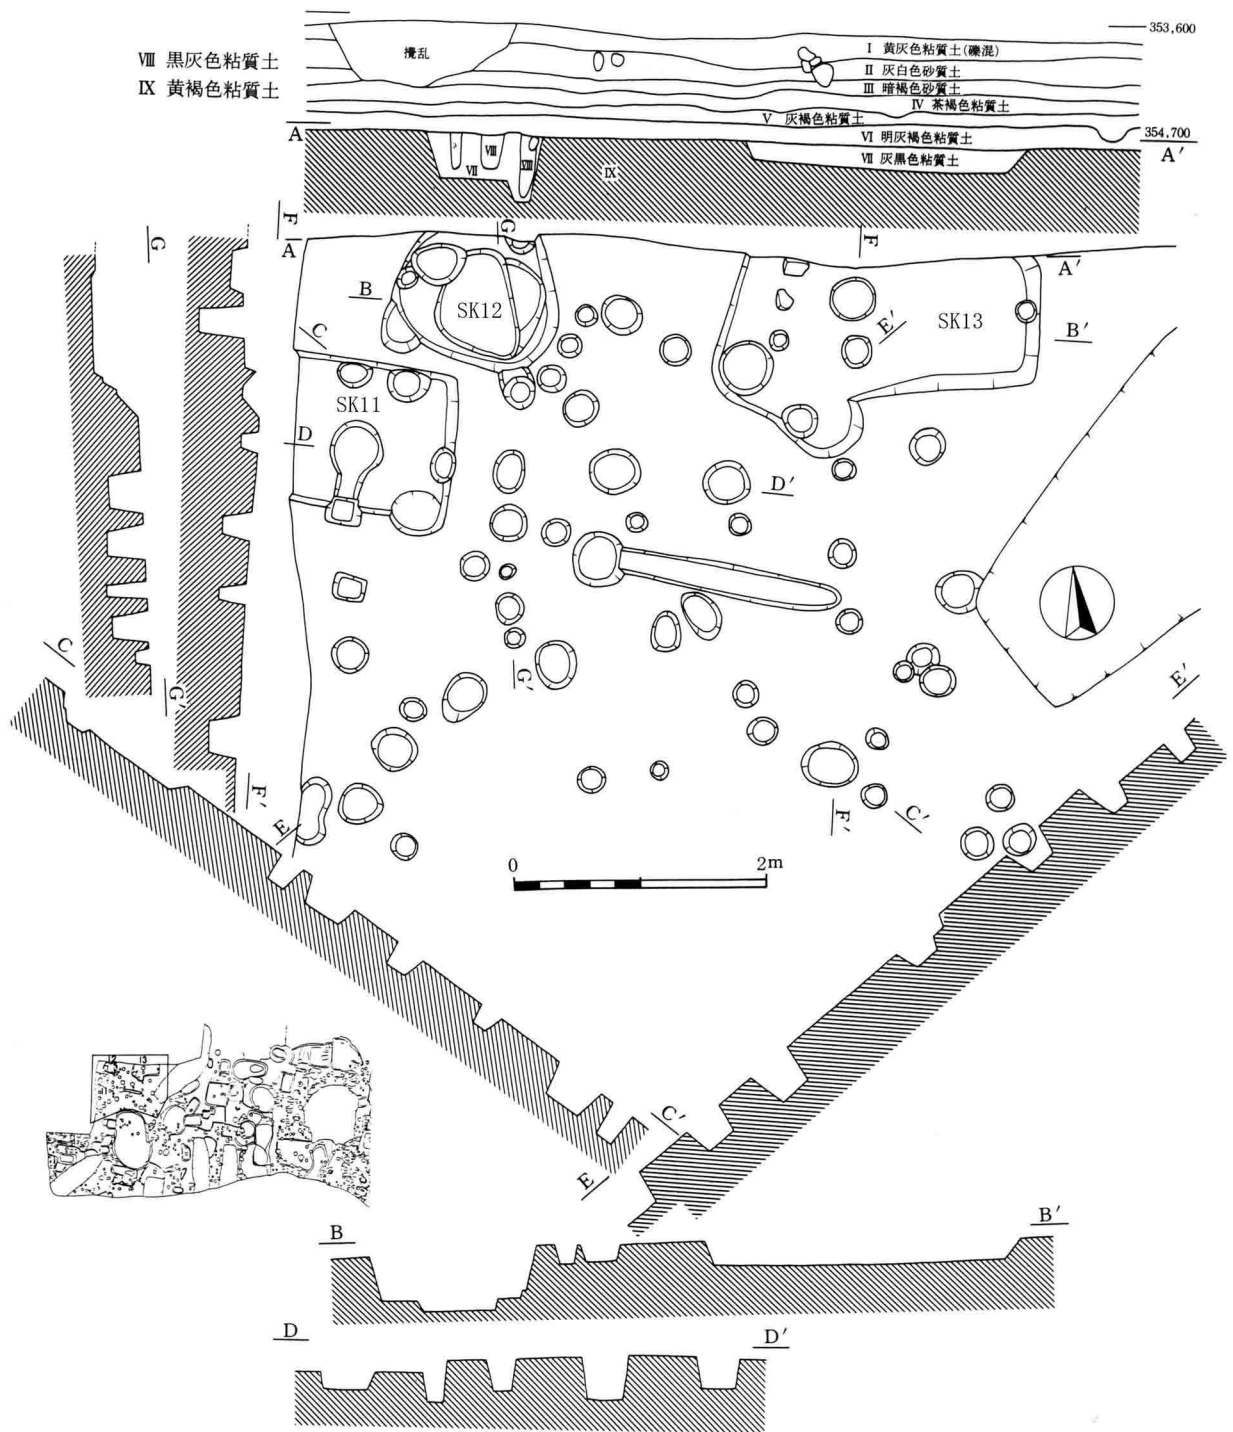 Ⅷ 黒灰色粘質土
Ⅸ 黄褐色粘質土
攪乱
353,600
Ⅰ 黄灰色粘質土(礫混)
Ⅱ 灰白色砂質土
Ⅲ 暗褐色砂質土
Ⅳ 茶褐色粘質土
Ⅴ 灰褐色粘質土
Ⅵ 明灰褐色粘質土
Ⅶ 灰黒色粘質土
A
354,700
A′
Ⅷ
Ⅷ
Ⅶ
Ⅸ
F
G
F
G
A
A′
B
SK12
E′
SK13
B′
C
SK11
D
D′
C
G′
G′
E′
F′
E
F′
C′
0
2m
12
13
11
C′
E
B
B′
D
D′